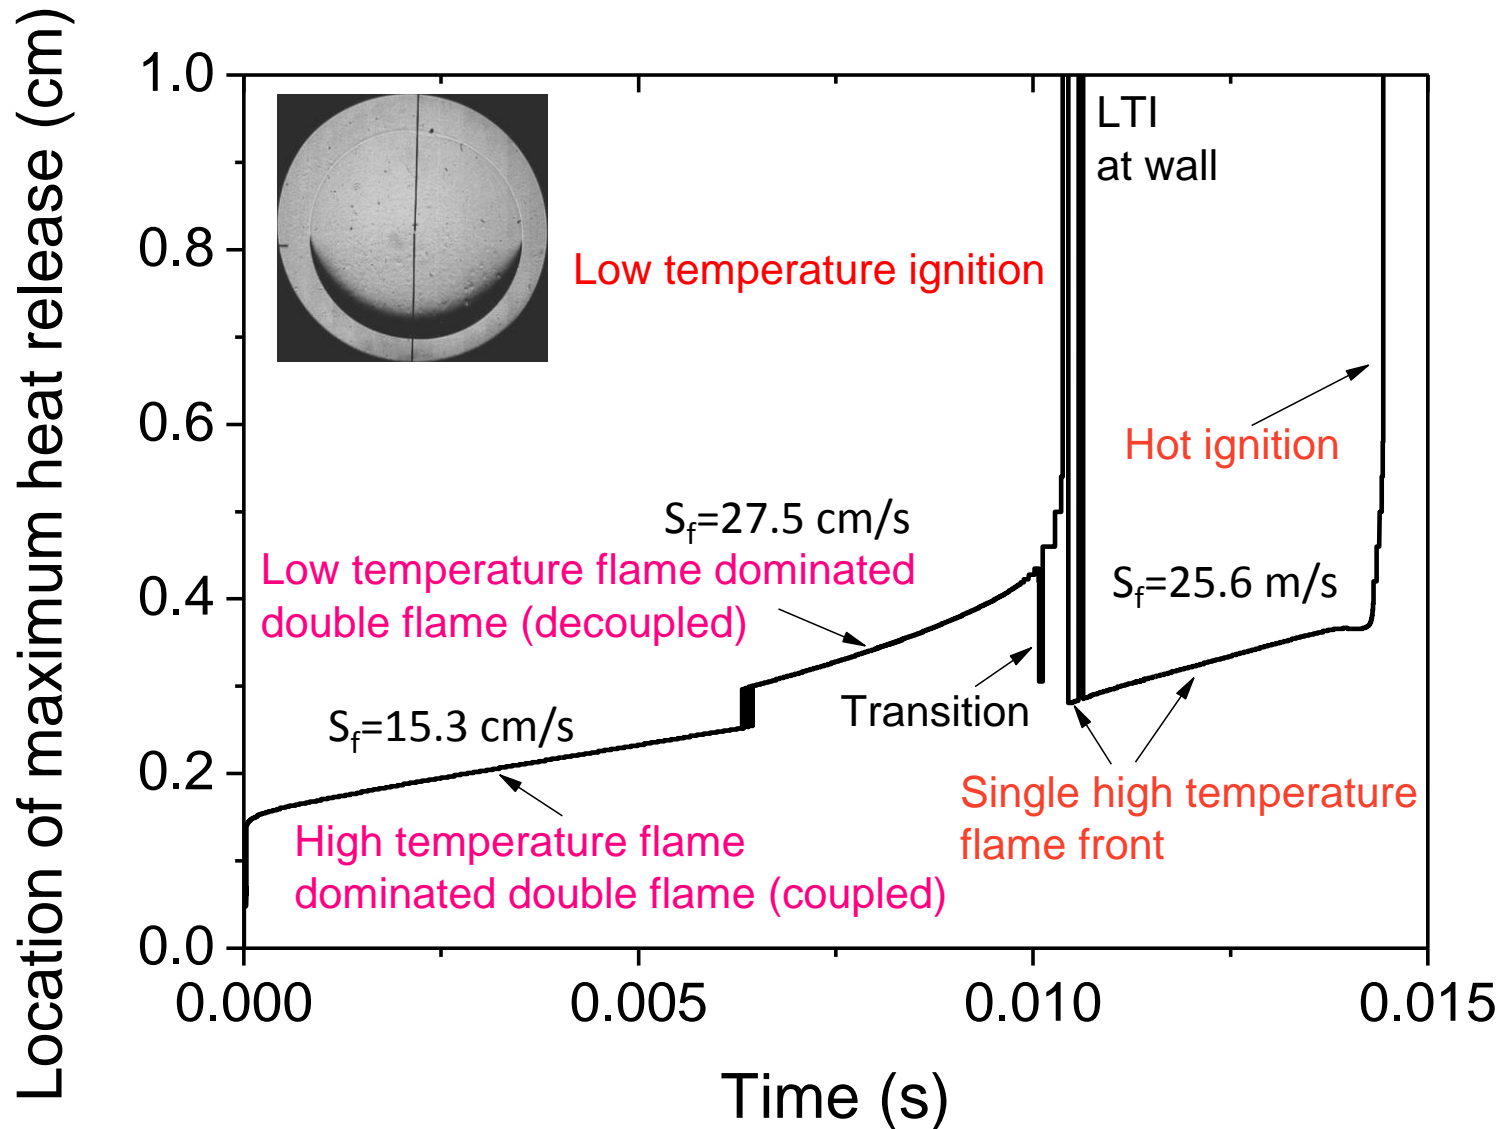 Location of maximum heat release (cm)
1.0
0.8
0.6
0.4
0.2
0.0
LTI
at wall
Low temperature ignition
Hot ignition
Sf=27.5 cm/s
Low temperature flame dominated
double flame (decoupled)
Sf=25.6 m/s
Transition
Sf=15.3 cm/s
Single high temperature
flame front
High temperature flame
dominated double flame (coupled)
0.000 0.005 0.010 0.015
Time (s)